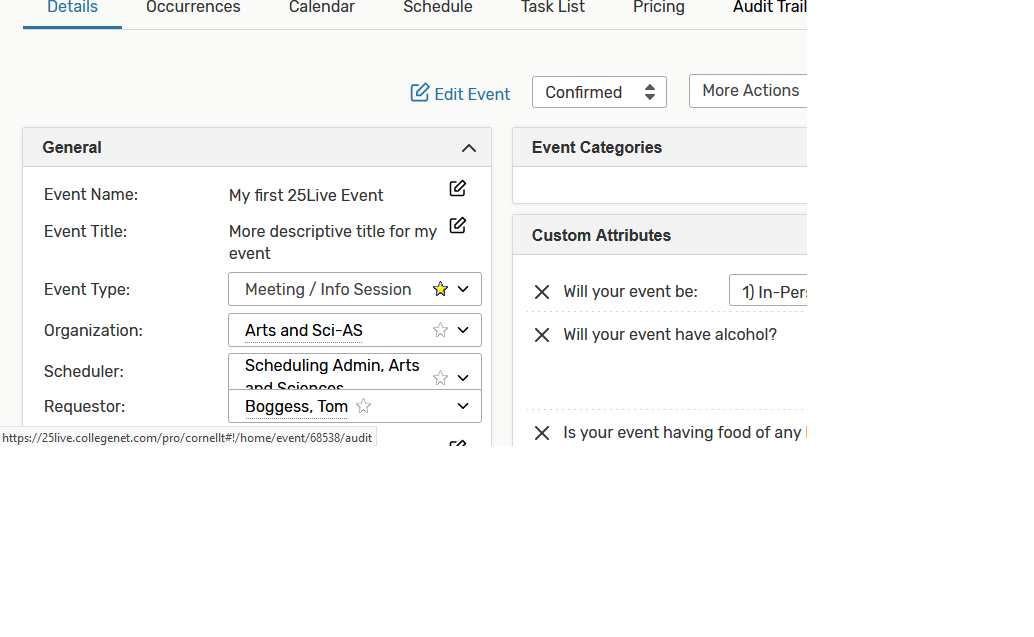 Details Occurrences Calendar Schedule Task List Pricing Audit Trail
Edit Event Confirmed More Actions
General
Event Name: My first 25Live Event
Event Title: More descriptive title for my
event
Event Type: Meeting / Info Session
Organization: Arts and Sci-AS
Scheduler: Scheduling Admin, Arts
and Sciences
Requestor: Boggess, Tom
https://25live.collegenet.com/pro/cornellt#!/home/event/68538/audit
Event Categories
Custom Attributes
Will your event be: 1) In-Pers
Will your event have alcohol?
Is your event having food of any